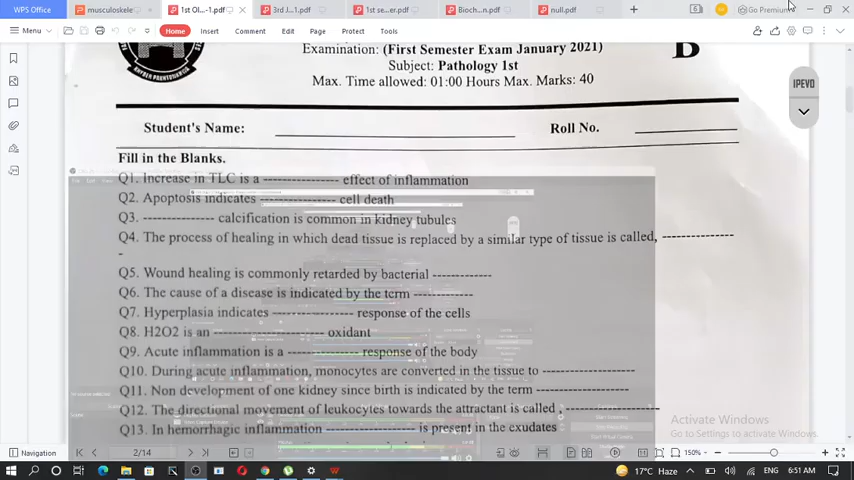 WPS Office
musculoskele
1st Ol...-1.pdf
3rd .l...1.pdf
1st se...er.pdf
Bioch...n.pdf
null.pdf
6
Go Premium
Menu
Home
Insert
Comment
Edit
Page
Protect
Tools
KHYBER
Examination: (First Semester Exam January 2021)
B
Subject: Pathology 1st
Max. Time allowed: 01:00 Hours Max. Marks: 40
IPEVO
Student's Name: ____________ Roll No. ____________
Fill in the Blanks.
Q1. Increase in TLC is a -------------- effect of inflammation
Q2. Apoptosis indicates -------------- cell death
Q3. -------------- calcification is common in kidney tubules
Q4. The process of healing in which dead tissue is replaced by a similar type of tissue is called, --------------
-
Q5. Wound healing is commonly retarded by bacterial -----------
Q6. The cause of a disease is indicated by the term -----------
Q7. Hyperplasia indicates --------------- response of the cells
Q8. H2O2 is an -------------------- oxidant
Q9. Acute inflammation is a ------------- response of the body
Q10. During acute inflammation, monocytes are converted in the tissue to -----------------
Q11. Non development of one kidney since birth is indicated by the term -----------------
Q12. The directional movement of leukocytes towards the attractant is called , -----------------
Q13. In hemorrhagic inflammation ----------------- is present in the exudates
Activate Windows
Go to Settings to activate Windows.
Navigation
2/14
150%
17°C Haze
ENG
6:51 AM